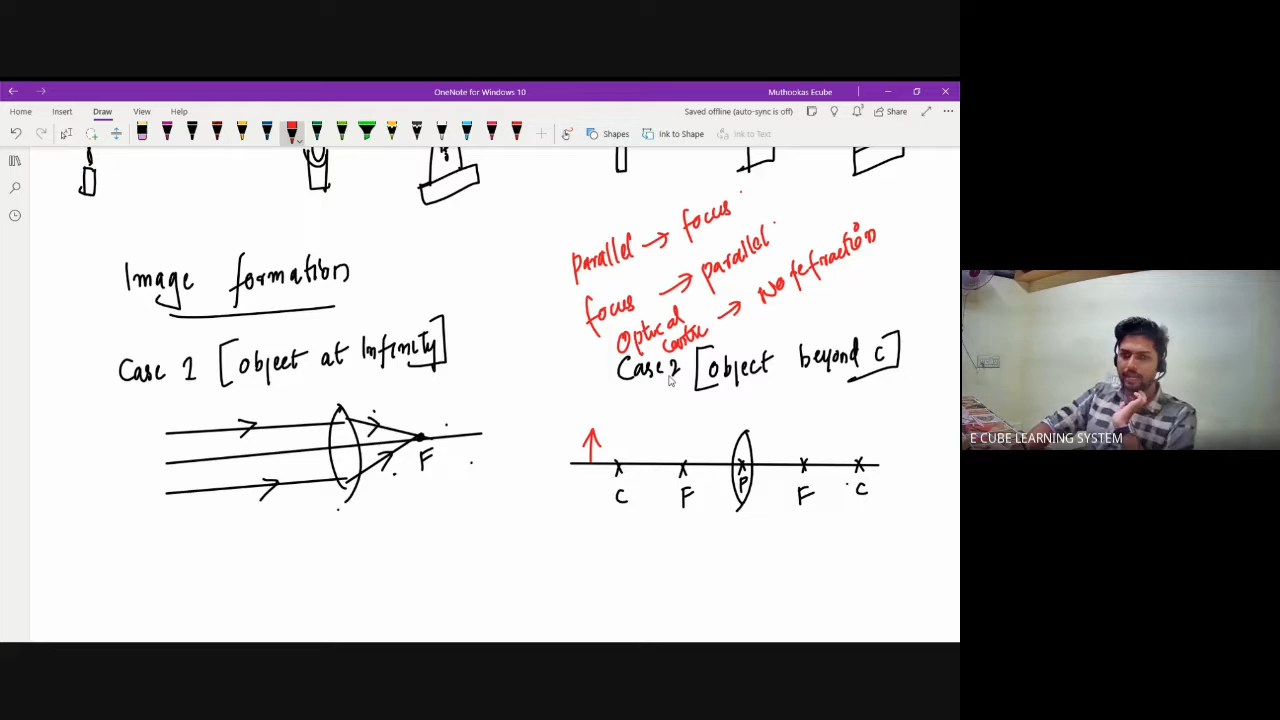 OneNote for Windows 10
Muthookas Ecube
Home Insert Draw View Help
Saved offline (auto-sync is off)
Share
Shapes
Ink to Shape
Ink to Text
parallel → focus
focus → parallel
Optical centre → No refraction
Image formation
Case 1 [object at Infinity]
Case 2 [object beyond C]
F
C F P F C
E CUBE LEARNING SYSTEM